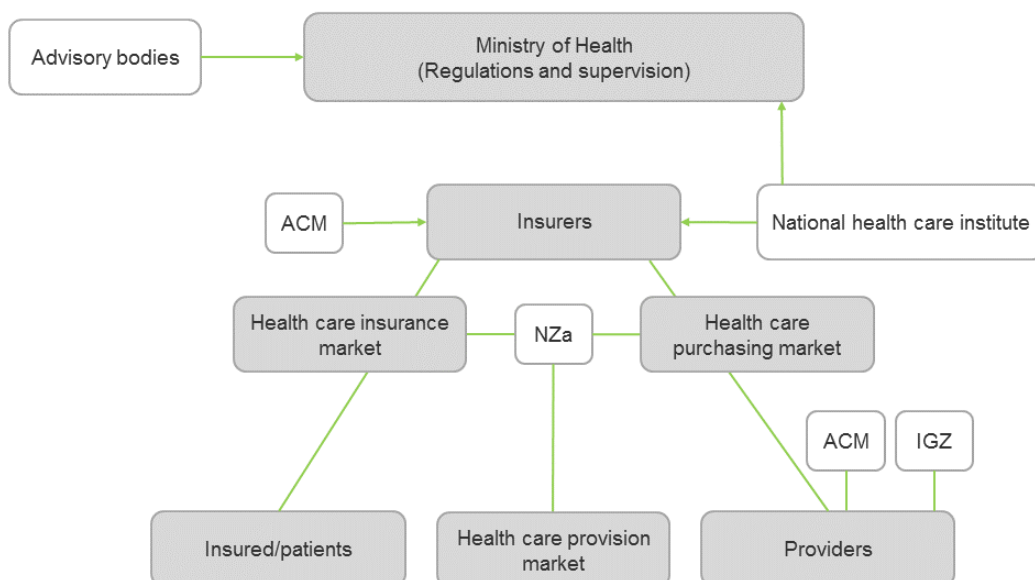 Advisory bodies
Ministry of Health
(Regulations and supervision)
ACM
Insurers
National health care institute
Health care insurance
market
NZa
Health care
purchasing market
ACM
IGZ
Insured/patients
Health care provision
market
Providers